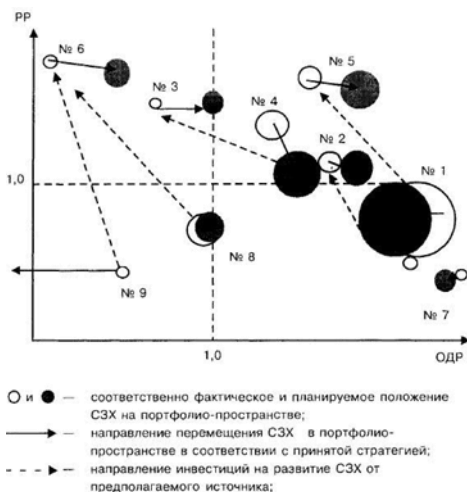 РР
№ 6
№ 3
№ 5
№ 4
№ 2
1,0
№ 1
№ 8
№ 9
№ 7
1,0
ОДР
и — соответственно фактическое и планируемое положение
СЗХ на портфолио-пространстве;
— направление перемещения СЗХ в портфолио-
пространстве в соответствии с принятой стратегией;
— направление инвестиций на развитие СЗХ от
предполагаемого источника;